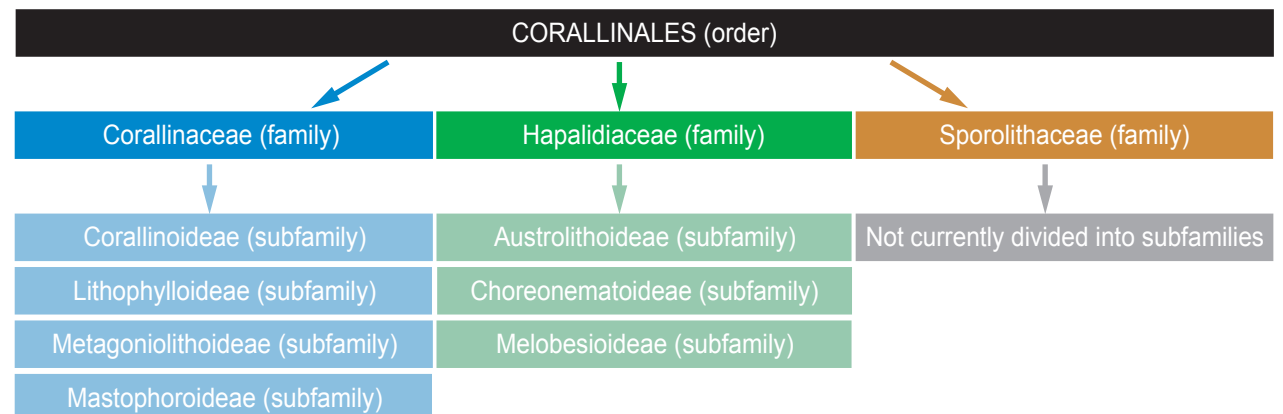 CORALLINALES (order)
Corallinaceae (family)
Hapalidiaceae (family)
Sporolithaceae (family)
Corallinoideae (subfamily)
Austrolithoideae (subfamily)
Not currently divided into subfamilies
Lithophylloideae (subfamily)
Choreonematoideae (subfamily)
Metagoniolithoideae (subfamily)
Melobesioideae (subfamily)
Mastophoroideae (subfamily)